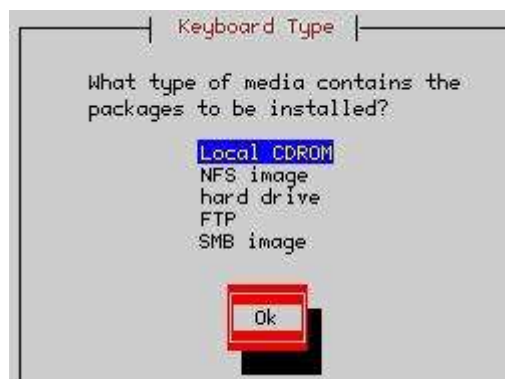 Keyboard Type
What type of media contains the
packages to be installed?
Local CDROM
NFS image
hard drive
FTP
SMB image
Ok